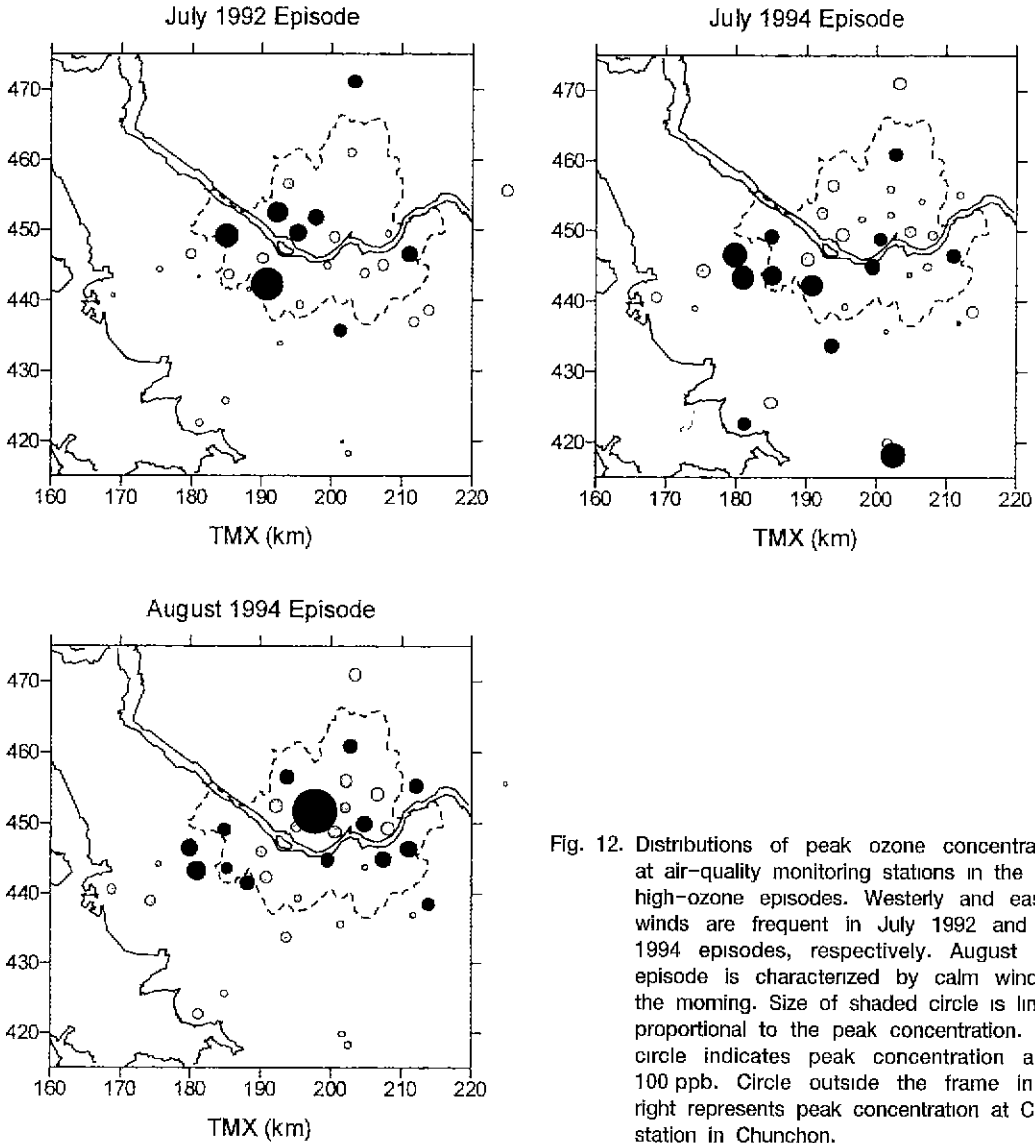 July 1992 Episode
July 1994 Episode
470
460
450
440
430
420
160 170 180 190 200 210 220
TMX (km)
470
460
450
440
430
420
160 170 180 190 200 210 220
TMX (km)
August 1994 Episode
470
460
450
440
430
420
160 170 180 190 200 210 220
TMX (km)
Fig. 12. Distributions of peak ozone concentra
at air-quality monitoring stations in the
high-ozone episodes. Westerly and eas
winds are frequent in July 1992 and
1994 episodes, respectively. August
episode is characterized by calm wind
the morning. Size of shaded circle is lin
proportional to the peak concentration.
circle indicates peak concentration a
100 ppb. Circle outside the frame in
right represents peak concentration at C
station in Chunchon.